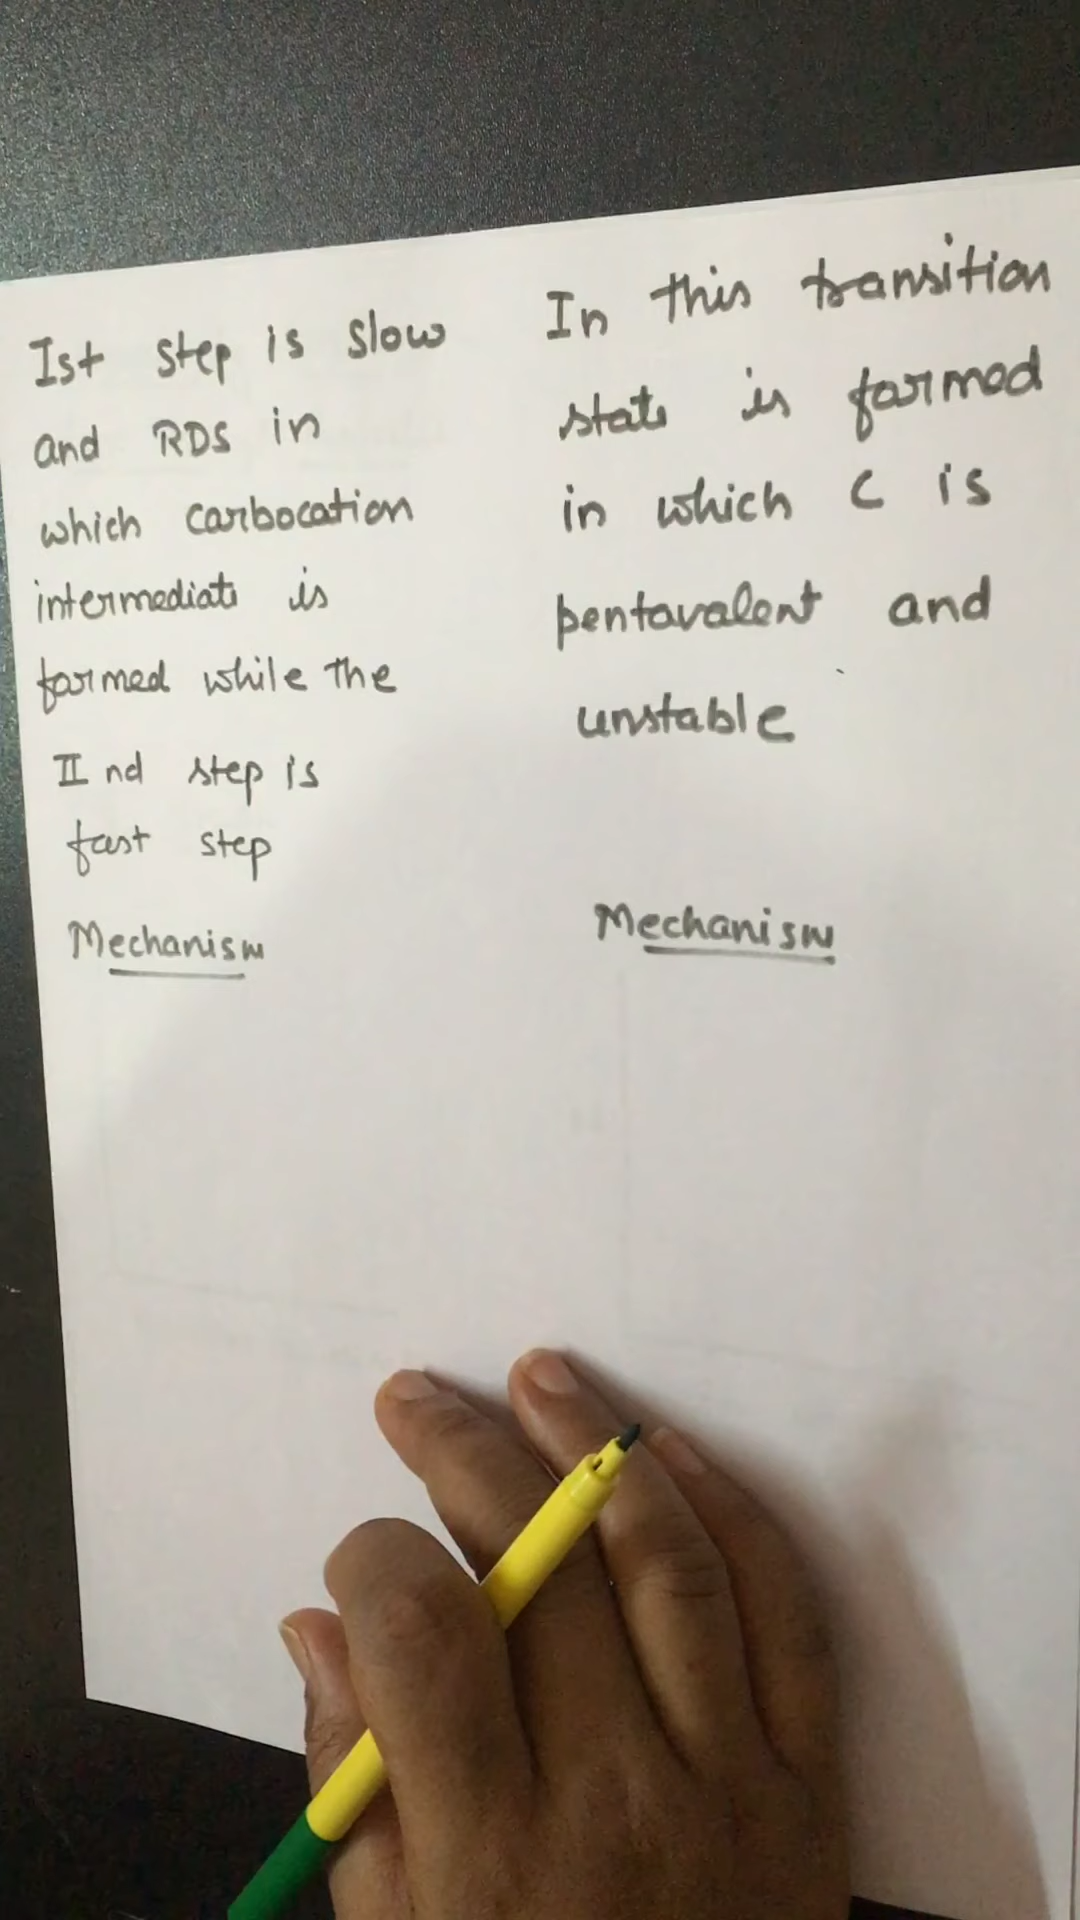 Ist step is slow
and RDS in
which carbocation
intermediate is
formed while the
II nd step is
fast step
Mechanism
In this transition
state is formed
in which C is
pentavalent and
unstable
Mechanism